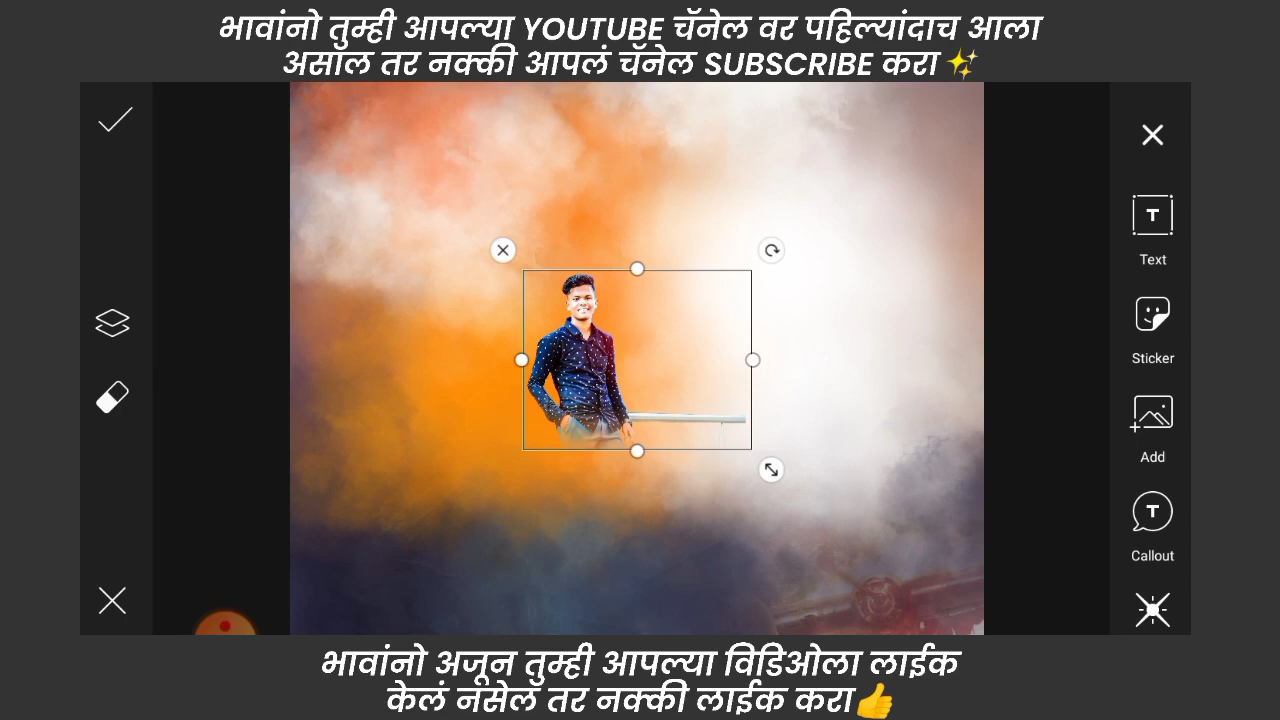 भावांनो तुम्ही आपल्या YOUTUBE चॅनेल वर पहिल्यांदाच आला
असाल तर नक्की आपलं चॅनेल SUBSCRIBE करा ✨
T
Text
Sticker
Add
T
Callout
भावांनो अजून तुम्ही आपल्या विडिओला लाईक
केलं नसेल तर नक्की लाईक करा👍